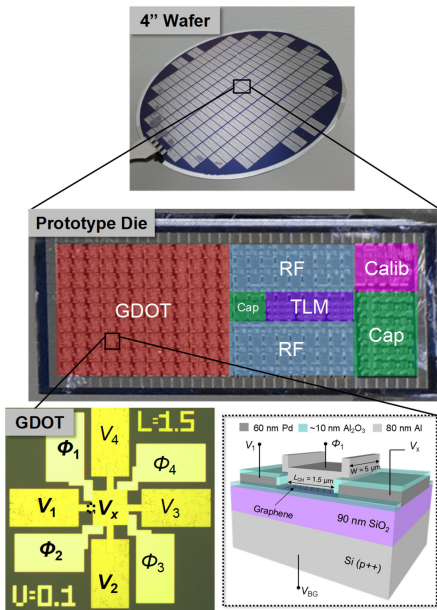 4” Wafer
Prototype Die
RF
Calib
GDOT
Cap
TLM
Cap
RF
GDOT
L=1.5
Φ1
V4
Φ4
V1
Vx
V3
Φ2
V2
Φ3
U=0.1
60 nm Pd
~10 nm Al2O3
80 nm Al
V1
Φ1
Vx
W = 5 μm
LCH = 1.5 μm
Graphene
90 nm SiO2
Si (p++)
VBG